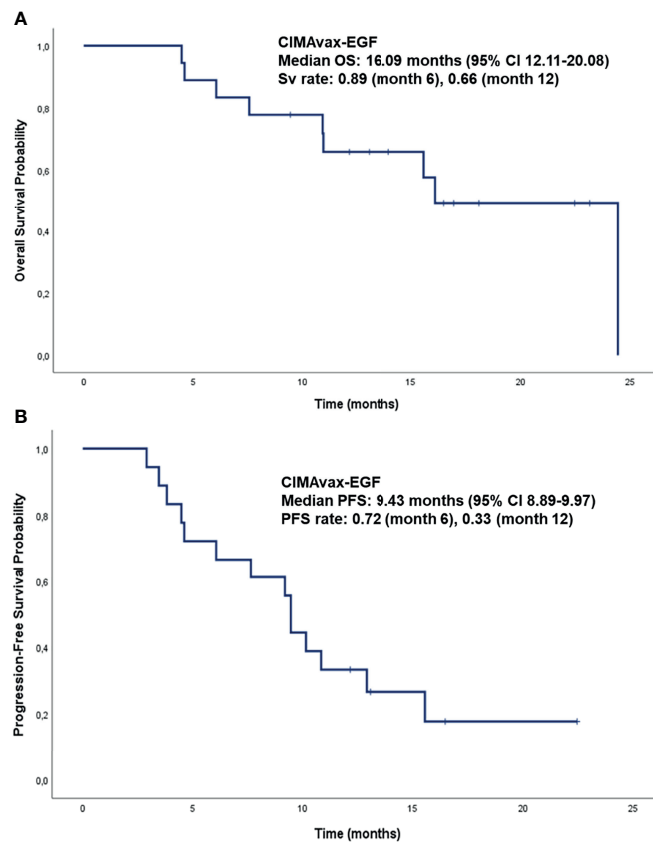 A
CIMAvax-EGF
Median OS: 16.09 months (95% CI 12.11-20.08)
Sv rate: 0.89 (month 6), 0.66 (month 12)
Overall Survival Probability
1,0
0,8
0,6
0,4
0,2
0,0
0 5 10 15 20 25
Time (months)
B
CIMAvax-EGF
Median PFS: 9.43 months (95% CI 8.89-9.97)
PFS rate: 0.72 (month 6), 0.33 (month 12)
Progression-Free Survival Probability
1,0
0,8
0,6
0,4
0,2
0,0
0 5 10 15 20 25
Time (months)